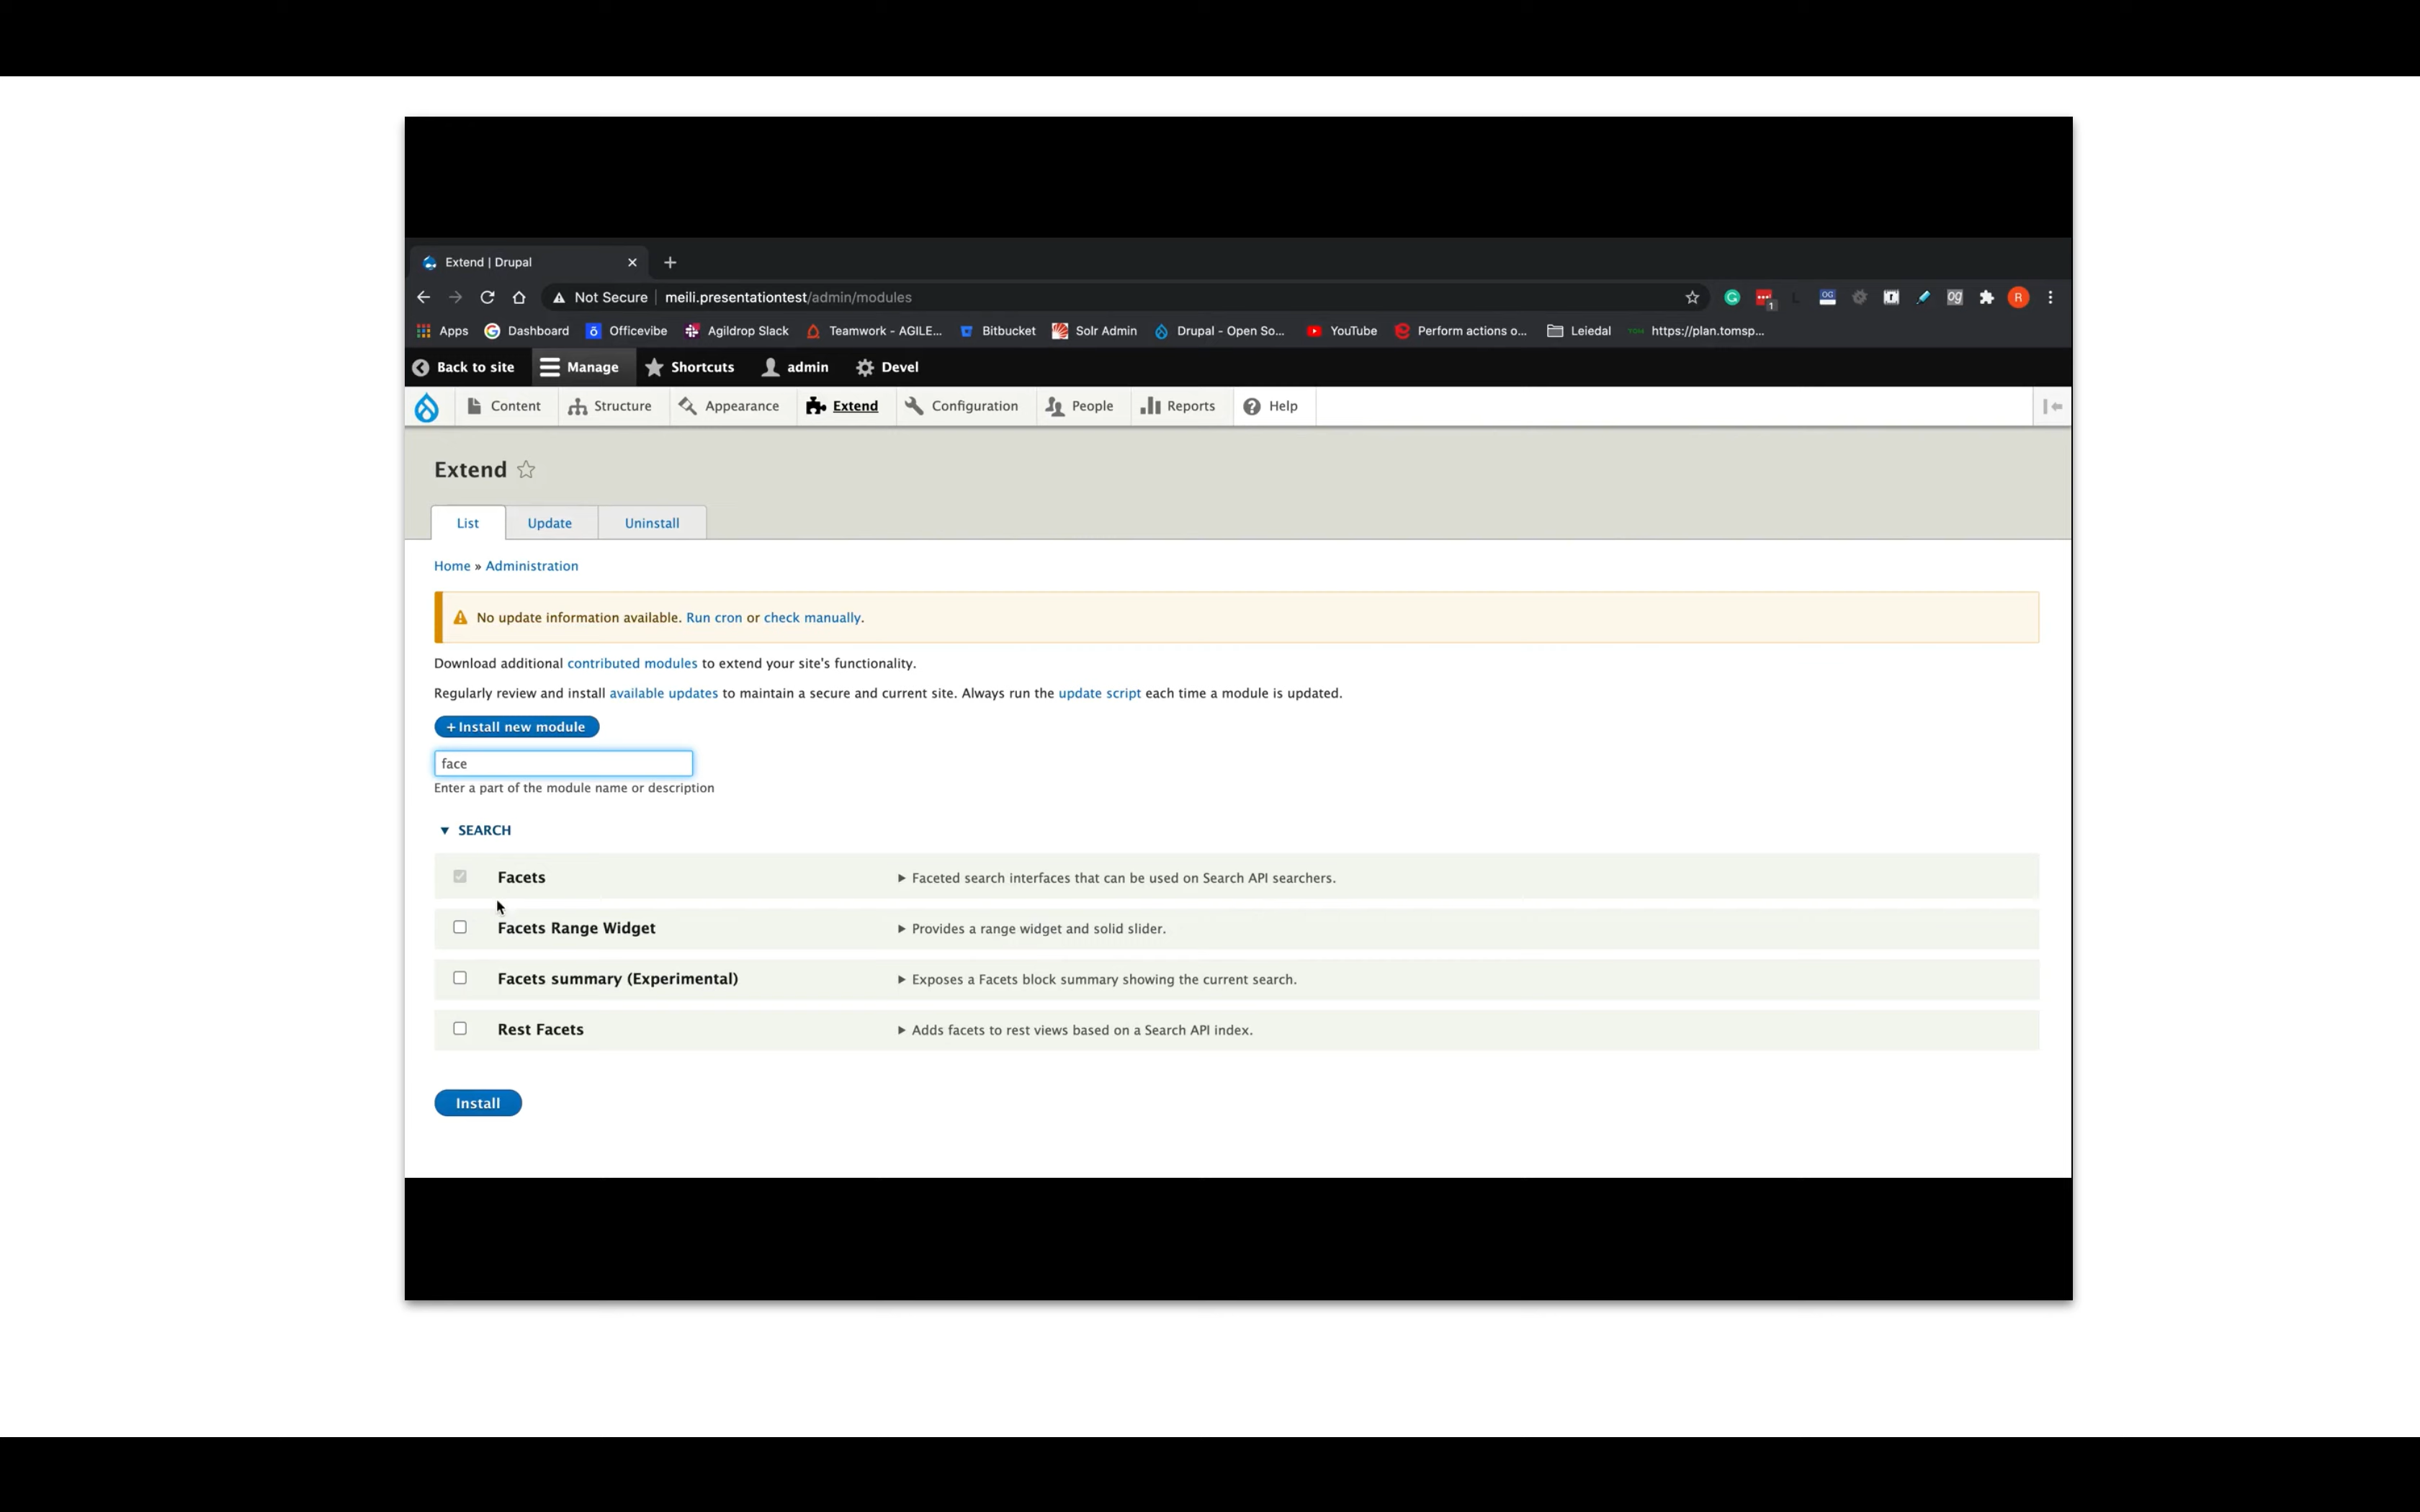 Extend | Drupal
Not Secure | meili.presentationtest/admin/modules
OG og R
1
Apps Dashboard Officevibe Agildrop Slack Teamwork - AGILE... Bitbucket Solr Admin Drupal - Open So... YouTube Perform actions o... Leiedal https://plan.tomsp...
Back to site Manage Shortcuts admin Devel
Content Structure Appearance Extend Configuration People Reports Help
Extend
List Update Uninstall
Home » Administration
No update information available. Run cron or check manually.
Download additional contributed modules to extend your site's functionality.
Regularly review and install available updates to maintain a secure and current site. Always run the update script each time a module is updated.
+ Install new module
face
Enter a part of the module name or description
▼ SEARCH
Facets ▶ Faceted search interfaces that can be used on Search API searchers.
Facets Range Widget ▶ Provides a range widget and solid slider.
Facets summary (Experimental) ▶ Exposes a Facets block summary showing the current search.
Rest Facets ▶ Adds facets to rest views based on a Search API index.
Install